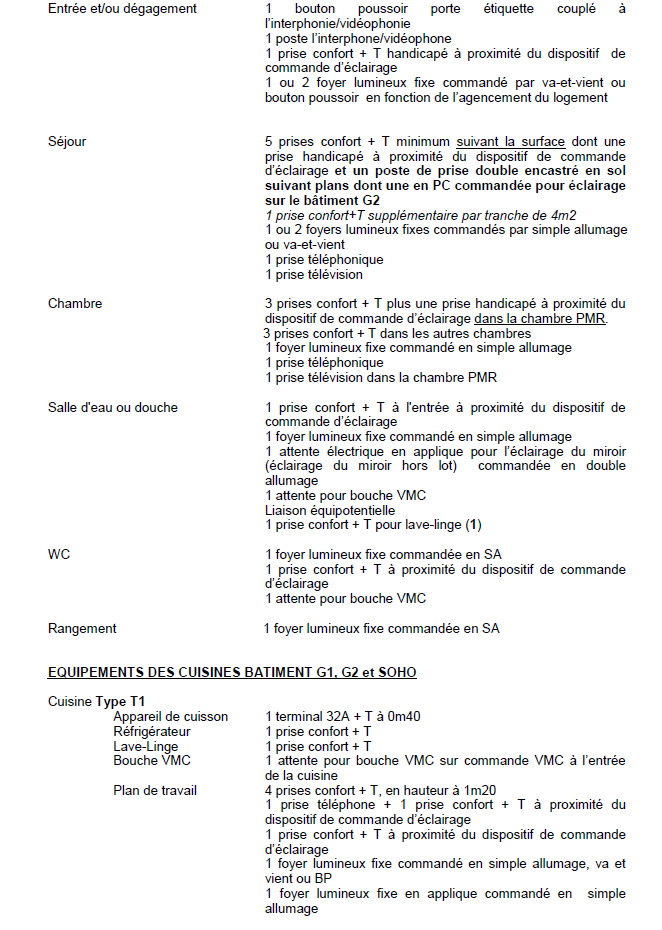 Entrée et/ou dégagement 1 bouton poussoir porte étiquette couplé à
l'interphonie/vidéophonie
1 poste l'interphone/vidéophone
1 prise confort + T handicapé à proximité du dispositif de
commande d'éclairage
1 ou 2 foyer lumineux fixe commandé par va-et-vient ou
bouton poussoir en fonction de l'agencement du logement
Séjour 5 prises confort + T minimum suivant la surface dont une
prise handicapé à proximité du dispositif de commande
d'éclairage et un poste de prise double encastré en sol
suivant plans dont une en PC commandée pour éclairage
sur le bâtiment G2
1 prise confort+T supplémentaire par tranche de 4m2
1 ou 2 foyers lumineux fixes commandés par simple allumage
ou va-et-vient
1 prise téléphonique
1 prise télévision
Chambre 3 prises confort + T plus une prise handicapé à proximité du
dispositif de commande d'éclairage dans la chambre PMR.
3 prises confort + T dans les autres chambres
1 foyer lumineux fixe commandé en simple allumage
1 prise téléphonique
1 prise télévision dans la chambre PMR
Salle d'eau ou douche 1 prise confort + T à l'entrée à proximité du dispositif de
commande d'éclairage
1 foyer lumineux fixe commandé en simple allumage
1 attente électrique en applique pour l'éclairage du miroir
(éclairage du miroir hors lot) commandée en double
allumage
1 attente pour bouche VMC
Liaison équipotentielle
1 prise confort + T pour lave-linge (1)
WC 1 foyer lumineux fixe commandée en SA
1 prise confort + T à proximité du dispositif de commande
d'éclairage
1 attente pour bouche VMC
Rangement 1 foyer lumineux fixe commandée en SA
EQUIPEMENTS DES CUISINES BATIMENT G1, G2 et SOHO
Cuisine Type T1
Appareil de cuisson 1 terminal 32A + T à 0m40
Réfrigérateur 1 prise confort + T
Lave-Linge 1 prise confort + T
Bouche VMC 1 attente pour bouche VMC sur commande VMC à l'entrée
de la cuisine
Plan de travail 4 prises confort + T, en hauteur à 1m20
1 prise téléphone + 1 prise confort + T à proximité du
dispositif de commande d'éclairage
1 prise confort + T à proximité du dispositif de commande
d'éclairage
1 foyer lumineux fixe commandé en simple allumage, va et
vient ou BP
1 foyer lumineux fixe en applique commandé en simple
allumage